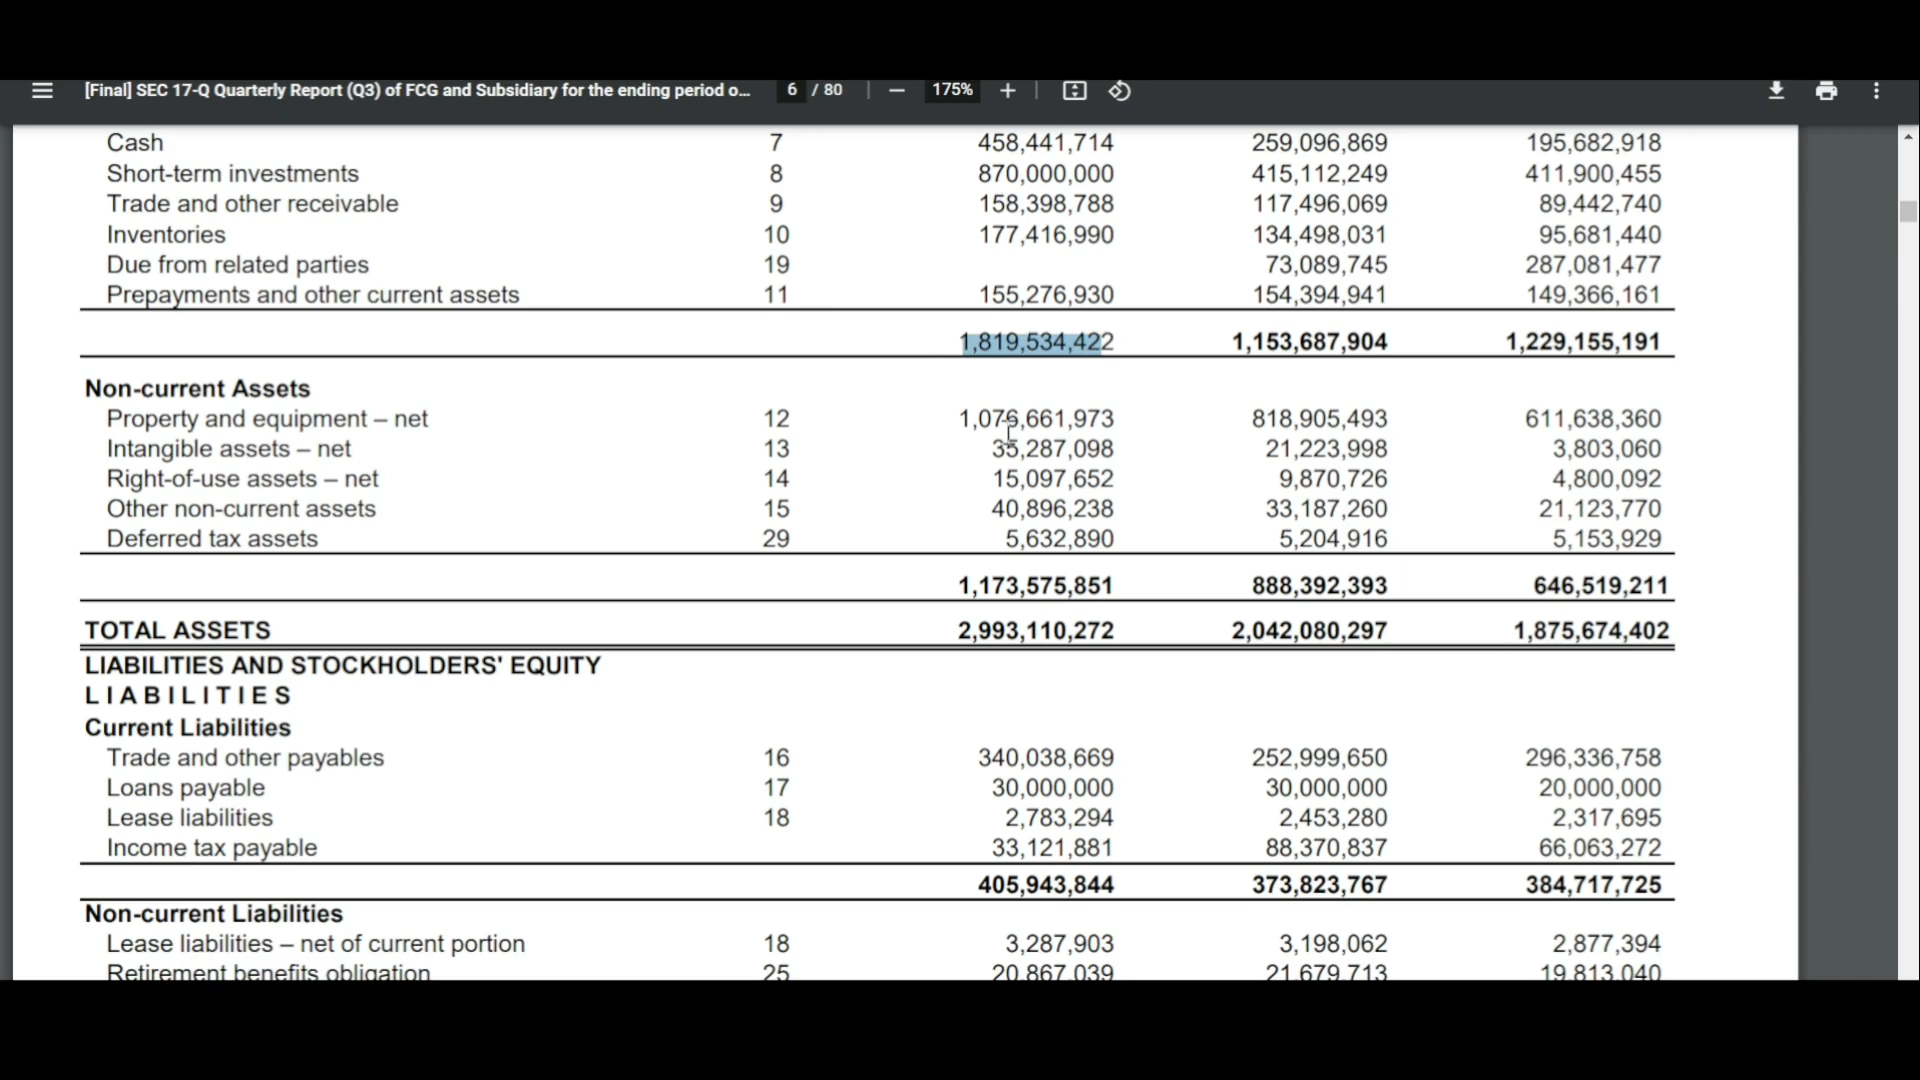 [Final] SEC 17-Q Quarterly Report (Q3) of FCG and Subsidiary for the ending period o... 6 / 80 175%
Cash 7 458,441,714 259,096,869 195,682,918
Short-term investments 8 870,000,000 415,112,249 411,900,455
Trade and other receivable 9 158,398,788 117,496,069 89,442,740
Inventories 10 177,416,990 134,498,031 95,681,440
Due from related parties 19 73,089,745 287,081,477
Prepayments and other current assets 11 155,276,930 154,394,941 149,366,161
1,819,534,422 1,153,687,904 1,229,155,191
Non-current Assets
Property and equipment – net 12 1,076,661,973 818,905,493 611,638,360
Intangible assets – net 13 35,287,098 21,223,998 3,803,060
Right-of-use assets – net 14 15,097,652 9,870,726 4,800,092
Other non-current assets 15 40,896,238 33,187,260 21,123,770
Deferred tax assets 29 5,632,890 5,204,916 5,153,929
1,173,575,851 888,392,393 646,519,211
TOTAL ASSETS 2,993,110,272 2,042,080,297 1,875,674,402
LIABILITIES AND STOCKHOLDERS' EQUITY
L I A B I L I T I E S
Current Liabilities
Trade and other payables 16 340,038,669 252,999,650 296,336,758
Loans payable 17 30,000,000 30,000,000 20,000,000
Lease liabilities 18 2,783,294 2,453,280 2,317,695
Income tax payable 33,121,881 88,370,837 66,063,272
405,943,844 373,823,767 384,717,725
Non-current Liabilities
Lease liabilities – net of current portion 18 3,287,903 3,198,062 2,877,394
Retirement benefits obligation 25 20,867,039 21,679,713 19,813,040